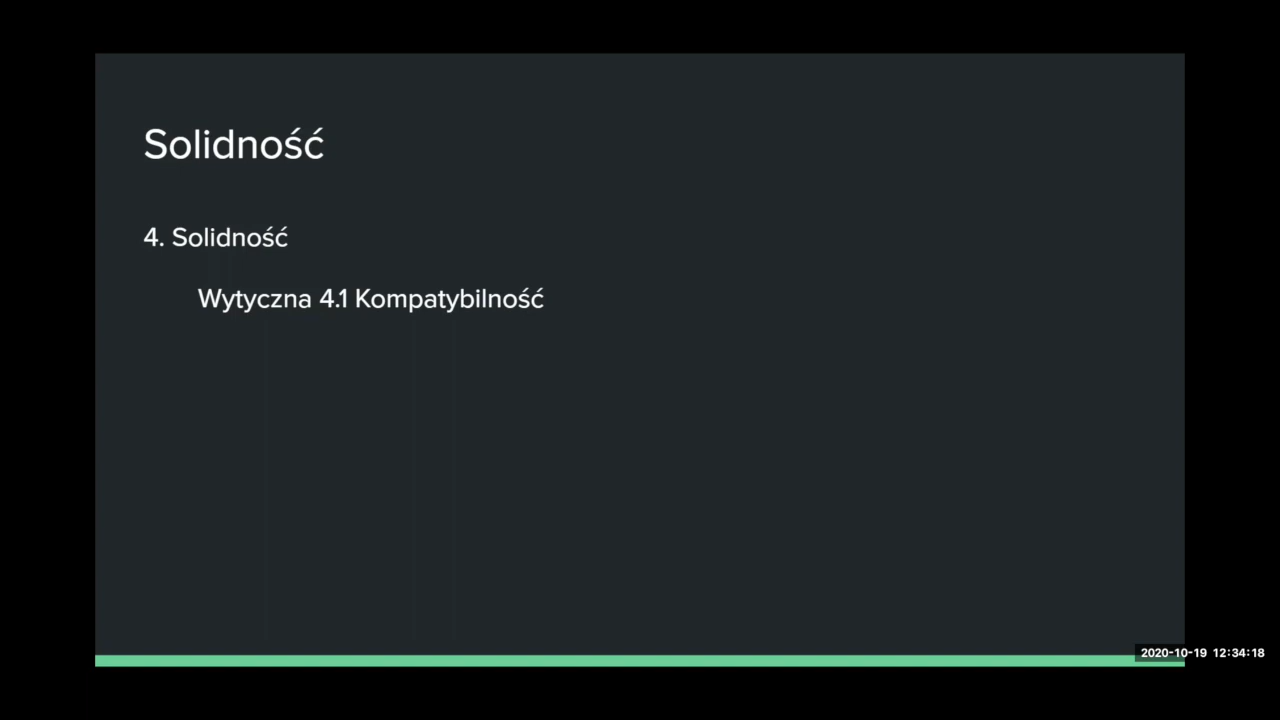 Solidność
4. Solidność
Wytyczna 4.1 Kompatybilność
2020-10-19 12:34:18